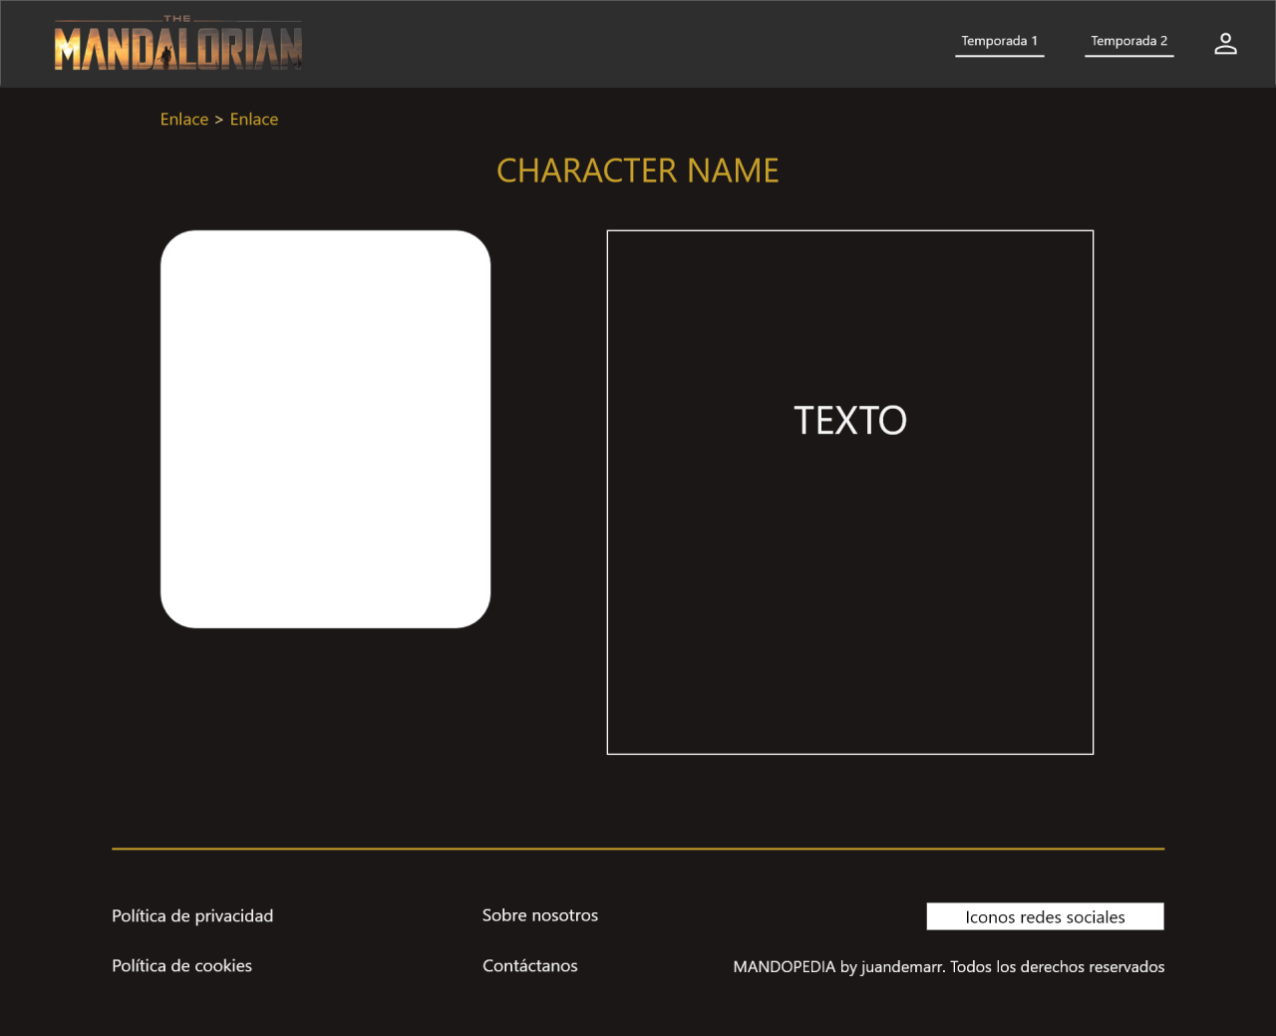 THE
MANDALORIAN
Temporada 1
Temporada 2
Enlace > Enlace
CHARACTER NAME
TEXTO
Política de privacidad
Sobre nosotros
Iconos redes sociales
Política de cookies
Contáctanos
MANDOPEDIA by juandemarr. Todos los derechos reservados